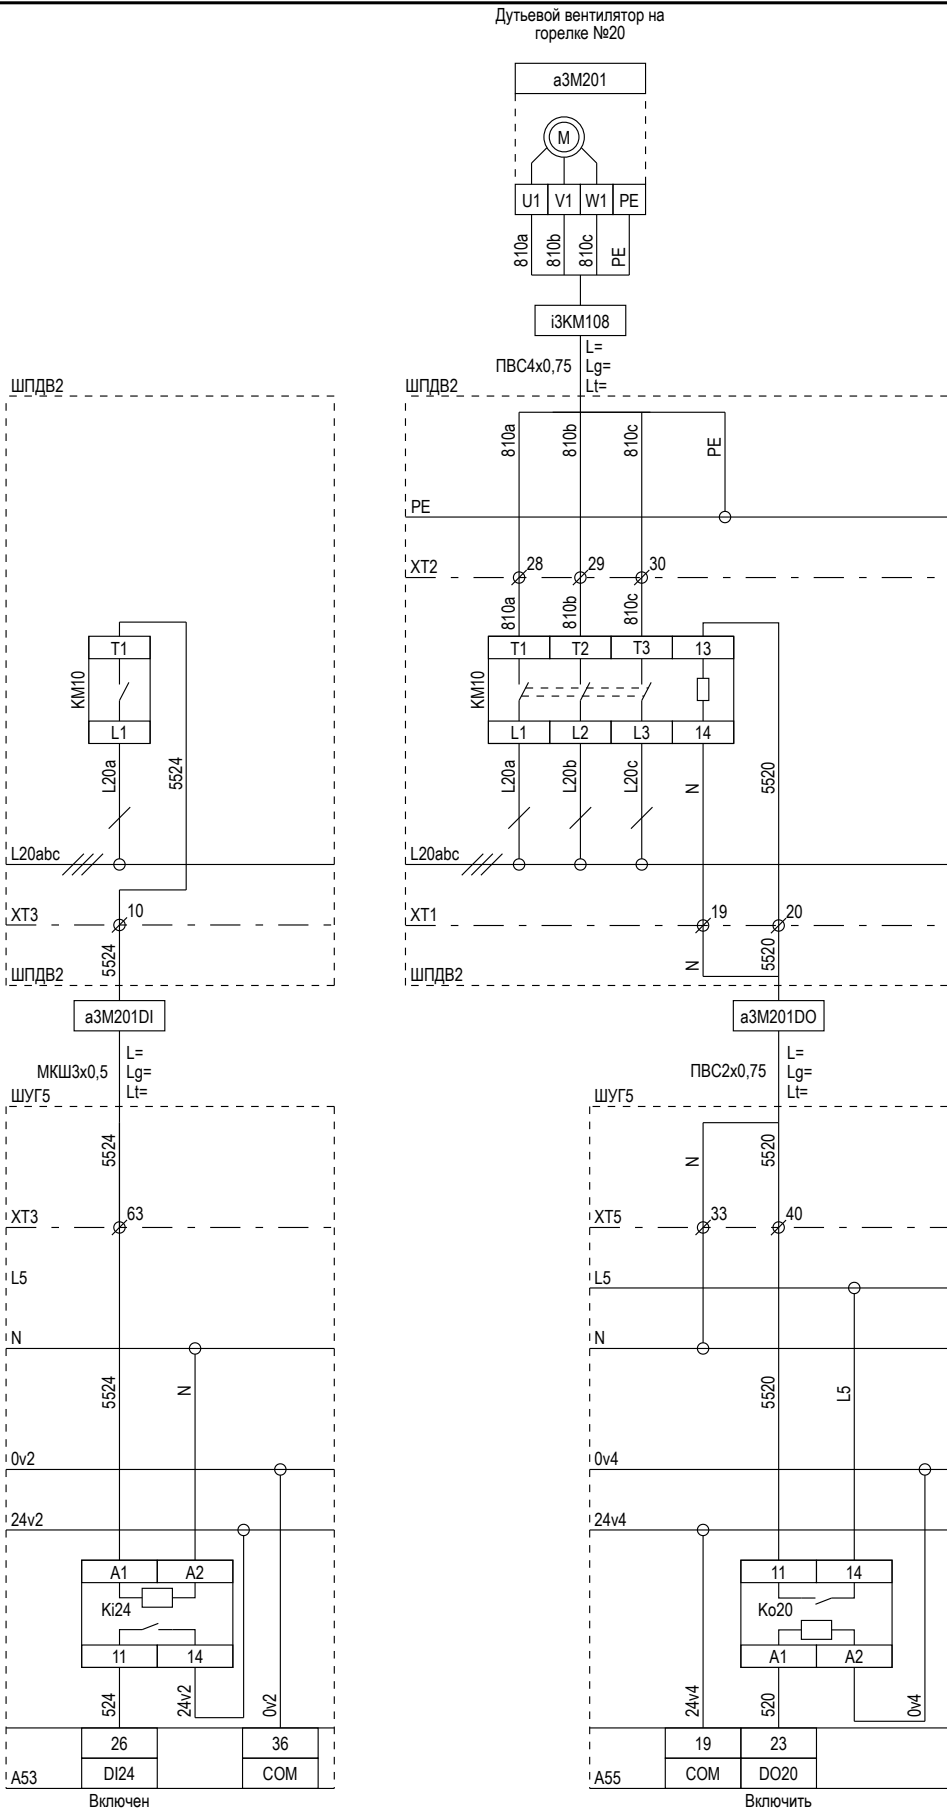 Дутьевой вентилятор на
горелке №20
a3M201
M
U1 V1 W1 PE
810a 810b 810c PE
i3KM108
ПВС4х0,75
L=
Lg=
Lt=
ШПДВ2
T1
KM10
L1
L20a
5524
L20abc
XT3
10
5524
ШПДВ2
a3M201DI
МКШ3х0,5
L=
Lg=
Lt=
ШУГ5
5524
XT3
63
L5
N
5524
N
0v2
24v2
A1 A2
Ki24
11 14
524
24v2
0v2
26 36
A53
DI24 COM
Включен
ШПДВ2
810a 810b 810c PE
PE
XT2
28 29 30
810a 810b 810c
T1 T2 T3 13
KM10
L1 L2 L3 14
L20a L20b L20c N 5520
L20abc
XT1
19 20
N 5520
ШПДВ2
a3M201DO
ПВС2х0,75
L=
Lg=
Lt=
ШУГ5
N 5520
XT5
33 40
L5
N
5520
L5
0v4
24v4
11 14
Ko20
A1 A2
24v4
520
0v4
19 23
A55
COM DO20
Включить